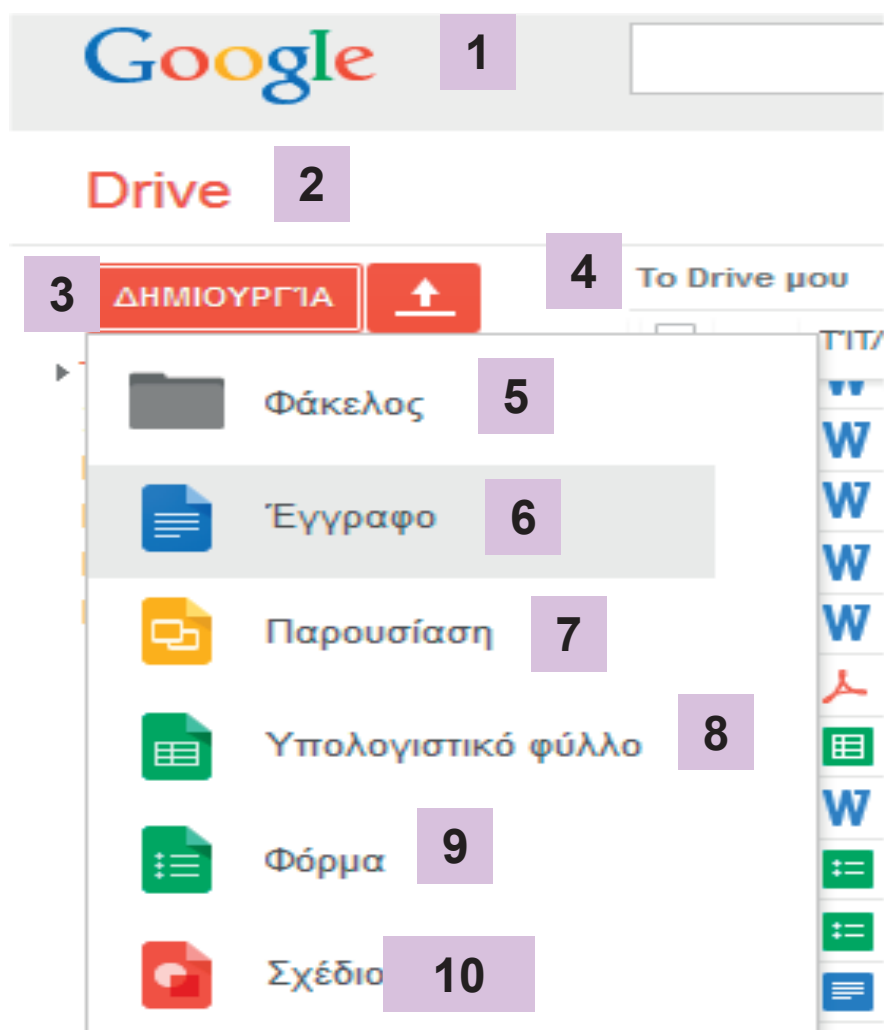 Google 1
Drive 2
3 ΔΗΜΙΟΥΡΓΊΑ 4 Το Drive μου
Φάκελος 5
Έγγραφο 6
Παρουσίαση 7
Υπολογιστικό φύλλο 8
Φόρμα 9
Σχέδιο 10